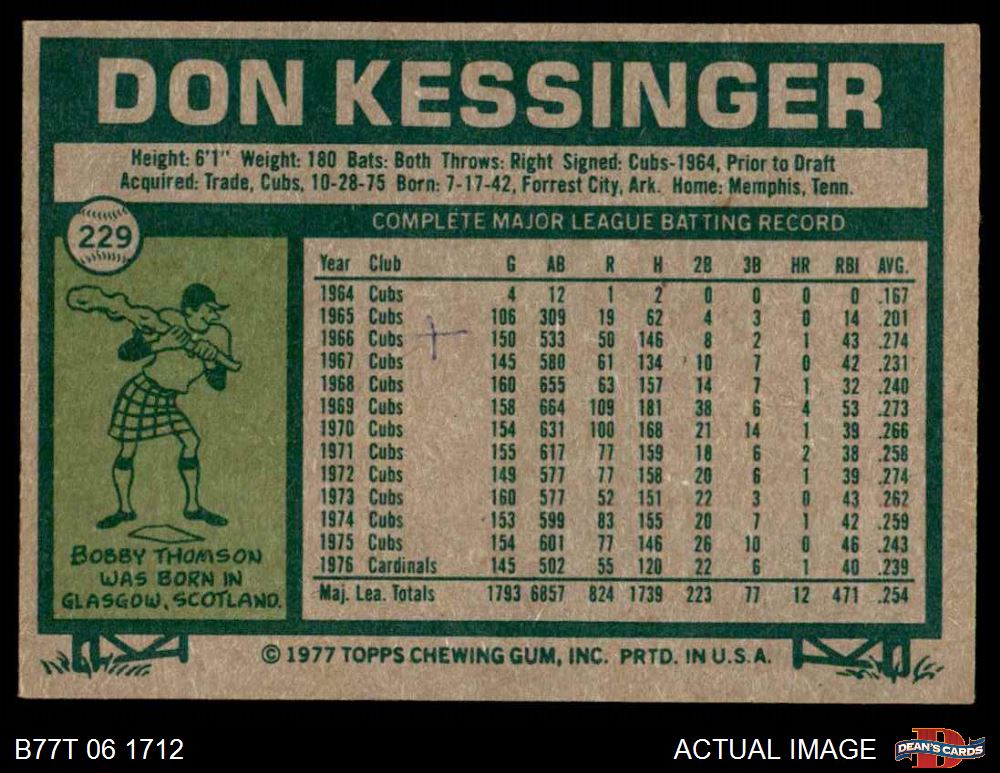 DON KESSINGER
Height: 6'1" Weight: 180 Bats: Both Throws: Right Signed: Cubs-1964, Prior to Draft
Acquired: Trade, Cubs, 10-28-75 Born: 7-17-42, Forrest City, Ark. Home: Memphis, Tenn.
229
COMPLETE MAJOR LEAGUE BATTING RECORD
Year Club G AB R H 2B 3B HR RBI AVG.
1964 Cubs 4 12 1 2 0 0 0 0 .167
1965 Cubs 106 309 19 62 4 3 0 14 .201
1966 Cubs 150 533 50 146 8 2 1 43 .274
1967 Cubs 145 580 61 134 10 7 0 42 .231
1968 Cubs 160 655 63 157 14 7 1 32 .240
1969 Cubs 158 664 109 181 38 6 4 53 .273
1970 Cubs 154 631 100 168 21 14 1 39 .266
1971 Cubs 155 617 77 159 18 6 2 38 .258
1972 Cubs 149 577 77 158 20 6 1 39 .274
1973 Cubs 160 577 52 151 22 3 0 43 .262
1974 Cubs 153 599 83 155 20 7 1 42 .259
1975 Cubs 154 601 77 146 26 10 0 46 .243
1976 Cardinals 145 502 55 120 22 6 1 40 .239
Maj. Lea. Totals 1793 6857 824 1739 223 77 12 471 .254
BOBBY THOMSON
WAS BORN IN
GLASGOW, SCOTLAND.
© 1977 TOPPS CHEWING GUM, INC. PRTD. IN U.S.A.
B77T 06 1712
ACTUAL IMAGE
DEAN'S CARDS